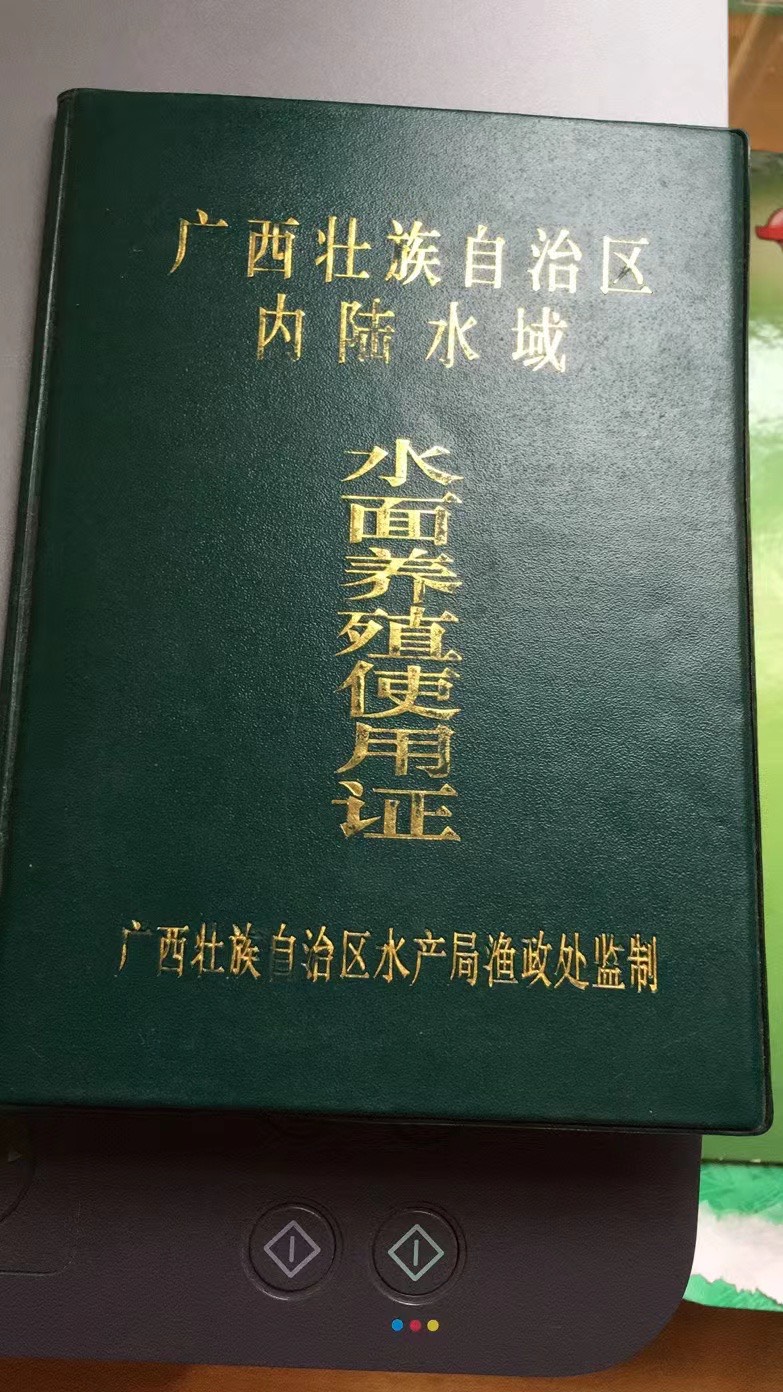 广西壮族自治区
内陆水域
水面养殖使用证
广西壮族自治区水产局渔政处监制